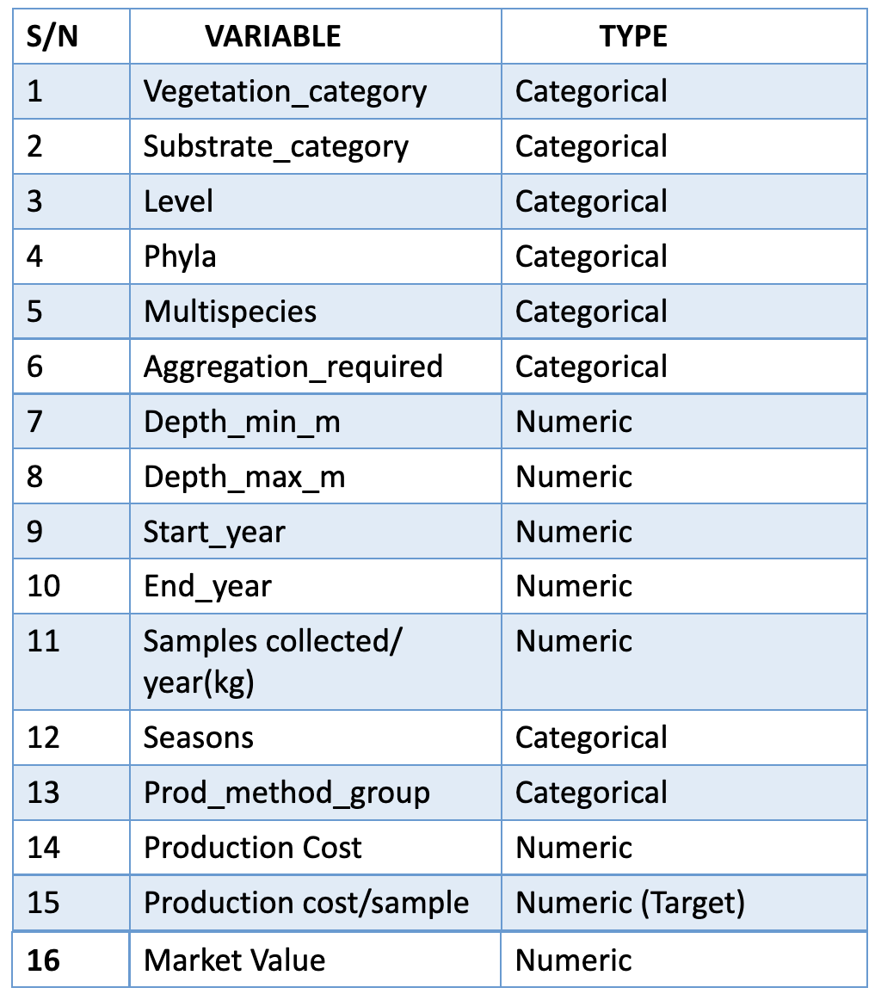 S/N VARIABLE TYPE
1 Vegetation_category Categorical
2 Substrate_category Categorical
3 Level Categorical
4 Phyla Categorical
5 Multispecies Categorical
6 Aggregation_required Categorical
7 Depth_min_m Numeric
8 Depth_max_m Numeric
9 Start_year Numeric
10 End_year Numeric
11 Samples collected/ Numeric
year(kg)
12 Seasons Categorical
13 Prod_method_group Categorical
14 Production Cost Numeric
15 Production cost/sample Numeric (Target)
16 Market Value Numeric